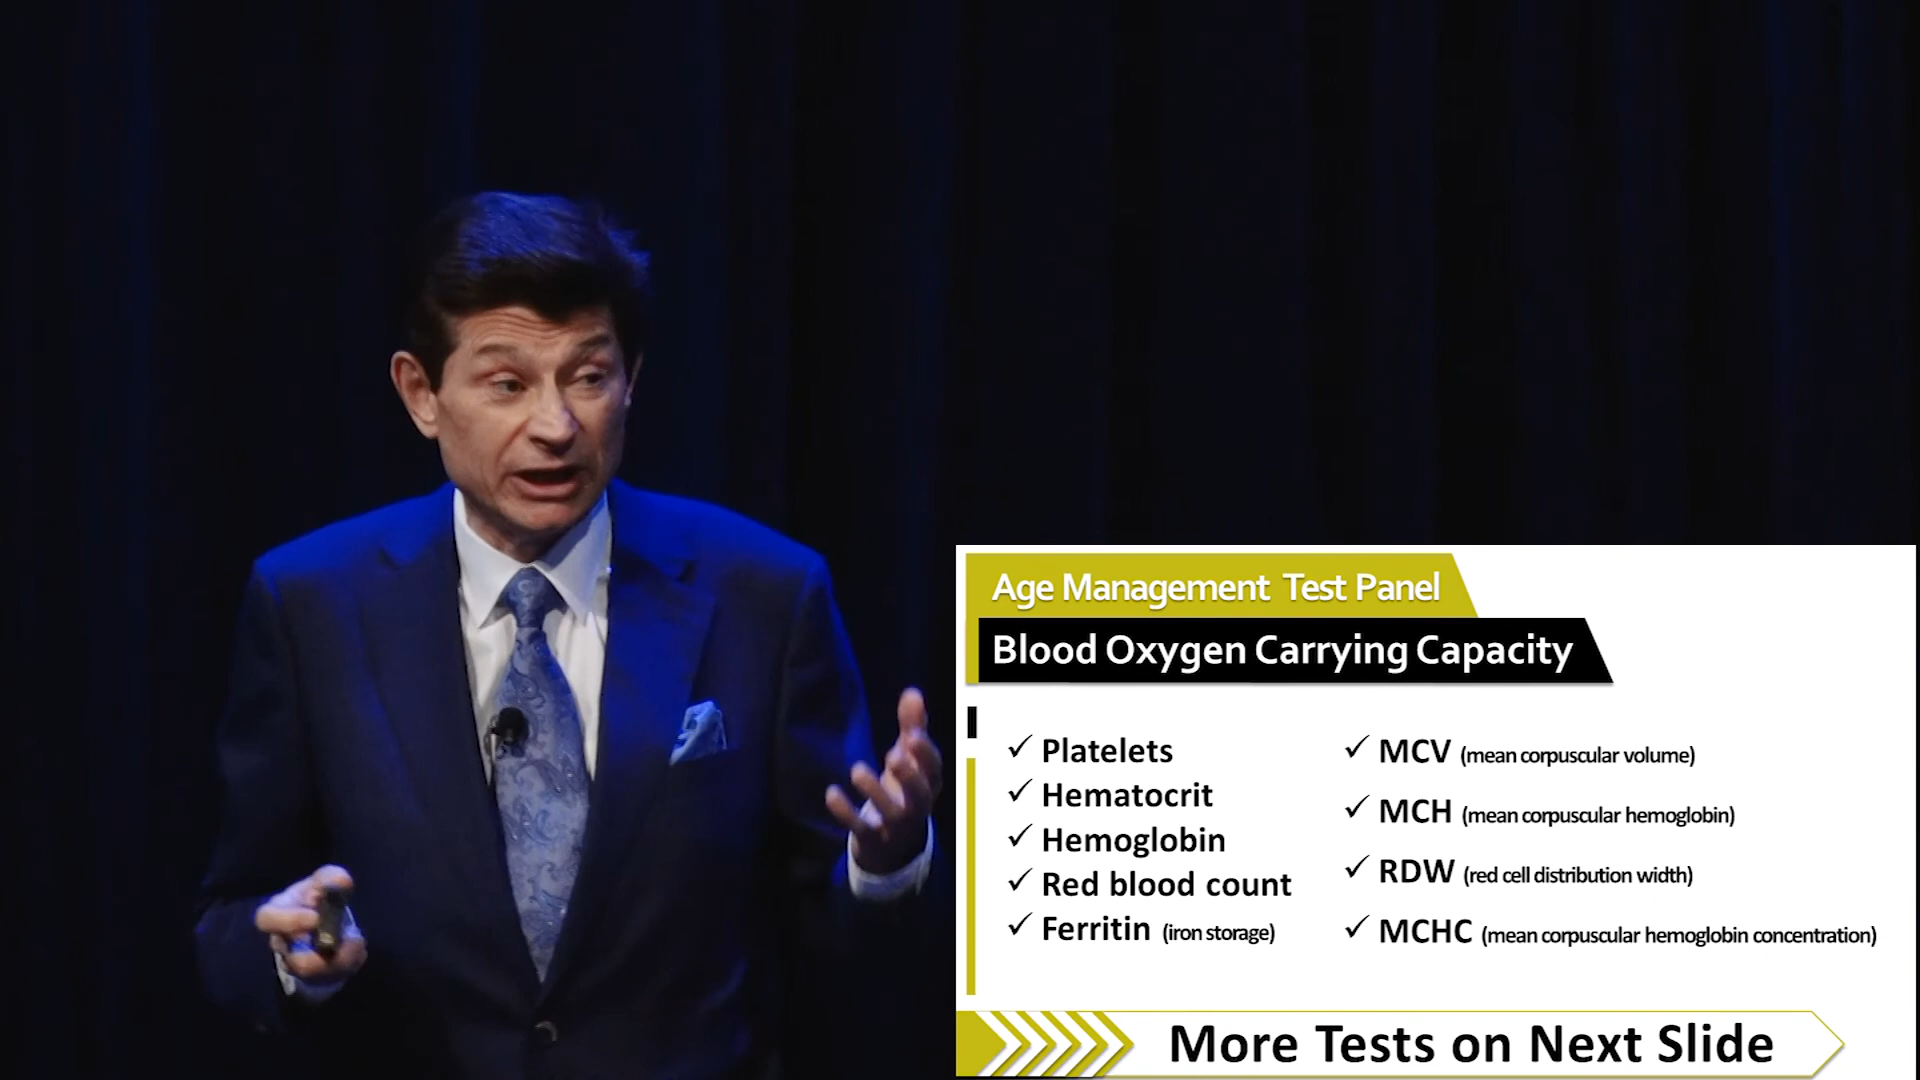 Age Management Test Panel
Blood Oxygen Carrying Capacity
✓ Platelets
✓ Hematocrit
✓ Hemoglobin
✓ Red blood count
✓ Ferritin (iron storage)
✓ MCV (mean corpuscular volume)
✓ MCH (mean corpuscular hemoglobin)
✓ RDW (red cell distribution width)
✓ MCHC (mean corpuscular hemoglobin concentration)
More Tests on Next Slide